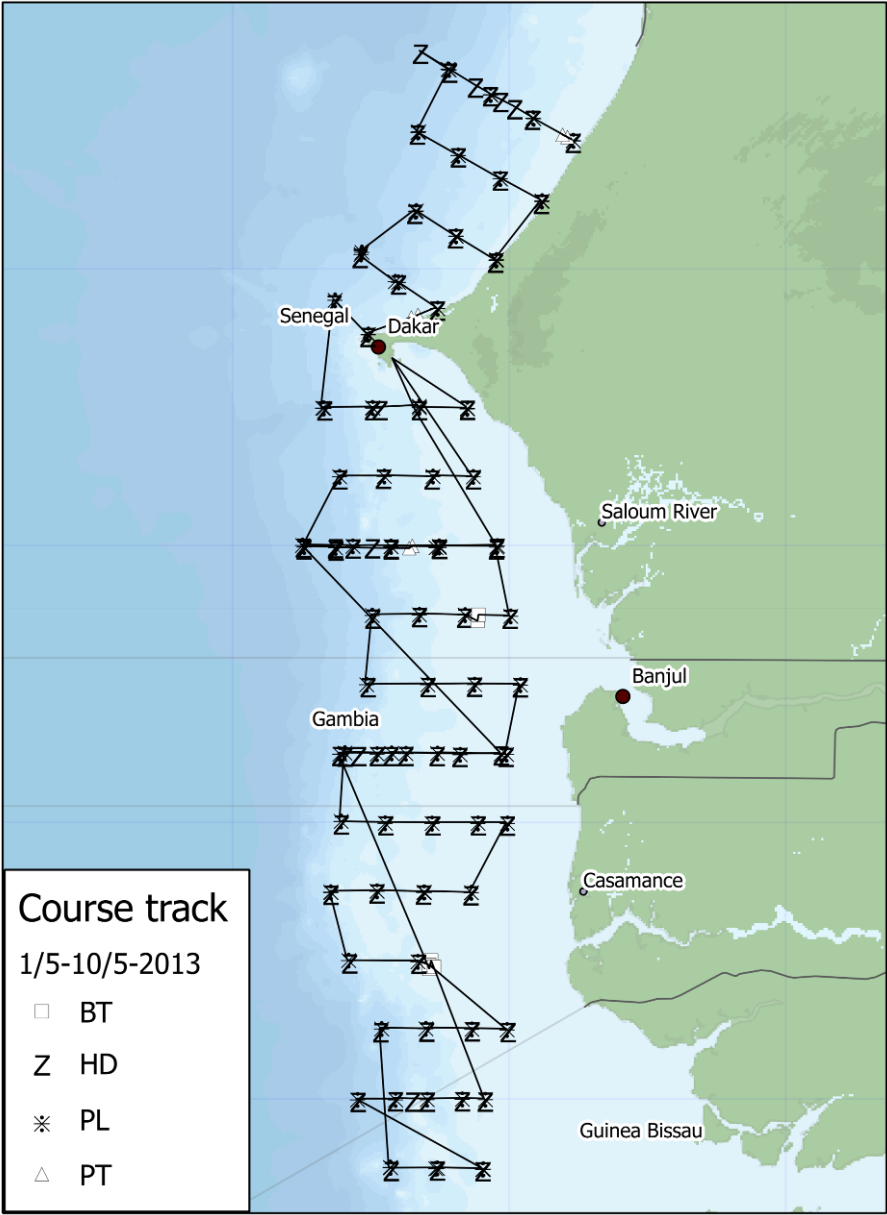 Senegal
Dakar
Saloum River
Banjul
Gambia
Casamance
Guinea Bissau
Course track
1/5-10/5-2013
BT
HD
PL
PT